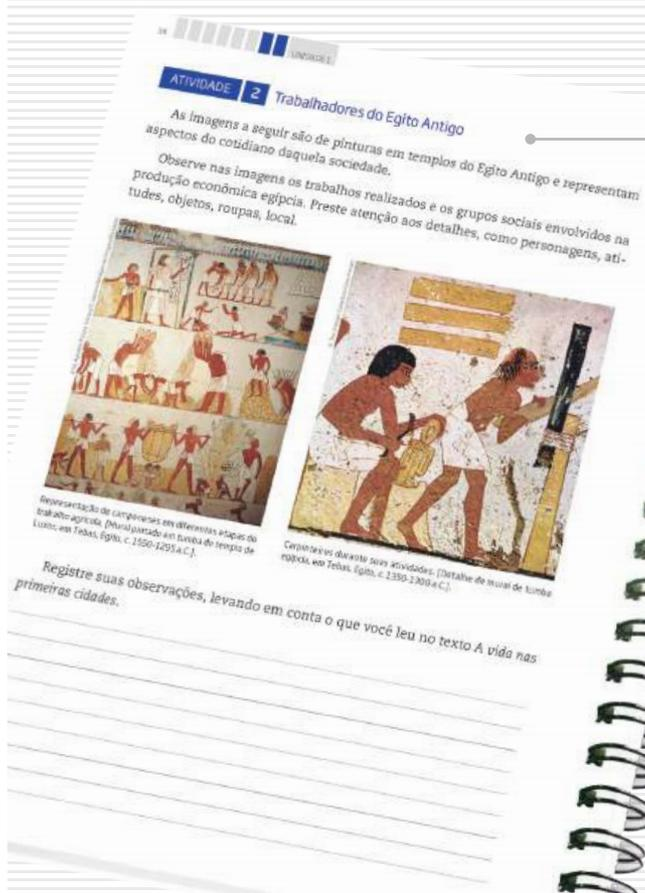 UNIDADE 1
ATIVIDADE 2 Trabalhadores do Egito Antigo
As imagens a seguir são de pinturas em templos do Egito Antigo e representam
aspectos do cotidiano daquela sociedade.
Observe nas imagens os trabalhos realizados e os grupos sociais envolvidos na
produção econômica egípcia. Preste atenção aos detalhes, como personagens, ati-
tudes, objetos, roupas, local.
Representação de camponeses em diferentes etapas do
trabalho agrícola. [Mural pintado em tumba do templo de
Luxor, em Tebas, Egito, c. 1550-1295 a.C.].
Carpinteiros durante suas atividades. [Detalhe de mural de tumba
egípcia, em Tebas, Egito, c. 1390-1300 a.C.].
Registre suas observações, levando em conta o que você leu no texto A vida nas
primeiras cidades.